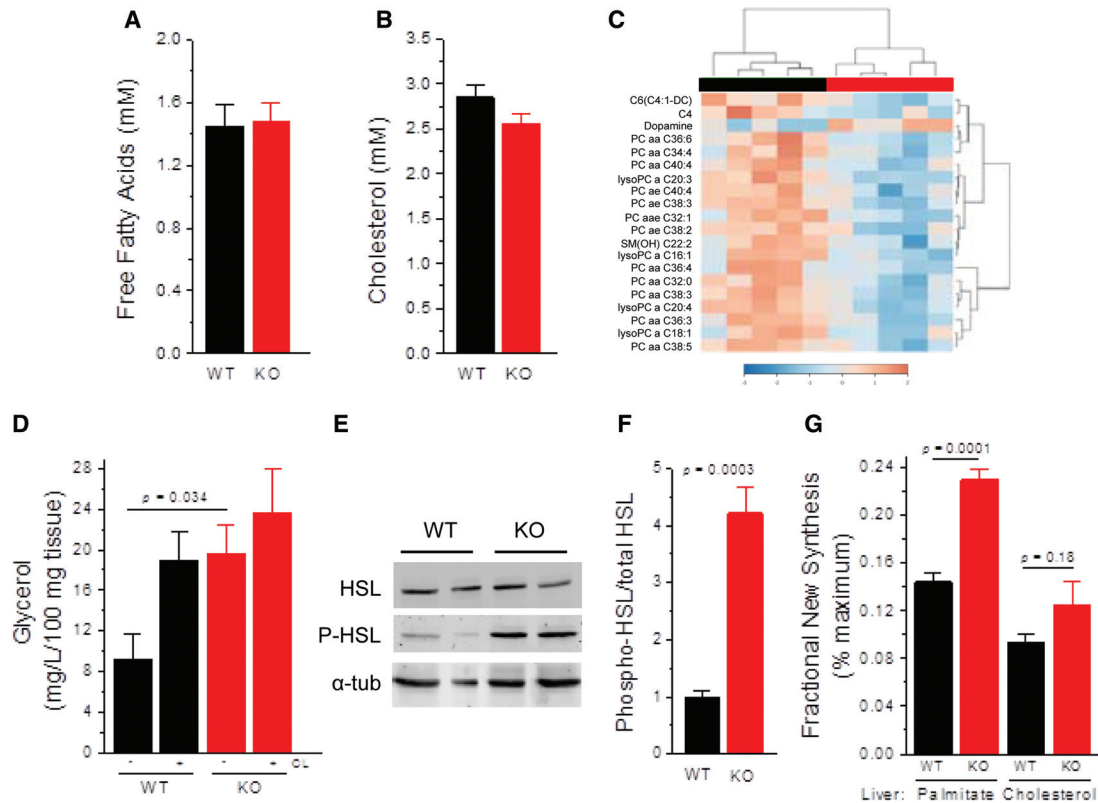 A
Free Fatty Acids (mM)
2.0
1.6
1.2
0.8
0.4
0.0
WT KO
B
Cholesterol (mM)
3.5
3.0
2.5
2.0
1.5
1.0
0.5
0.0
WT KO
C
C6(C4:1-DC)
C4
Dopamine
PC aa C36:6
PC aa C34:4
PC aa C40:4
lysoPC a C20:3
PC ae C40:4
PC ae C38:3
PC aae C32:1
PC ae C38:2
SM(OH) C22:2
lysoPC a C16:1
PC aa C36:4
PC aa C32:0
PC aa C38:3
lysoPC a C20:4
PC aa C36:3
lysoPC a C18:1
PC aa C38:5
-3 -2 -1 0 1 2
D
Glycerol
(mg/L/100 mg tissue)
28
24
20
16
12
8
4
0
p = 0.034
- + - + CL
WT KO
E
WT KO
HSL
P-HSL
α-tub
F
Phospho-HSL/total HSL
5
4
3
2
1
0
p = 0.0003
WT KO
G
Fractional New Synthesis
(% maximum)
0.24
0.20
0.16
0.12
0.08
0.04
0.00
p = 0.0001
p = 0.18
WT KO WT KO
Liver: Palmitate Cholesterol